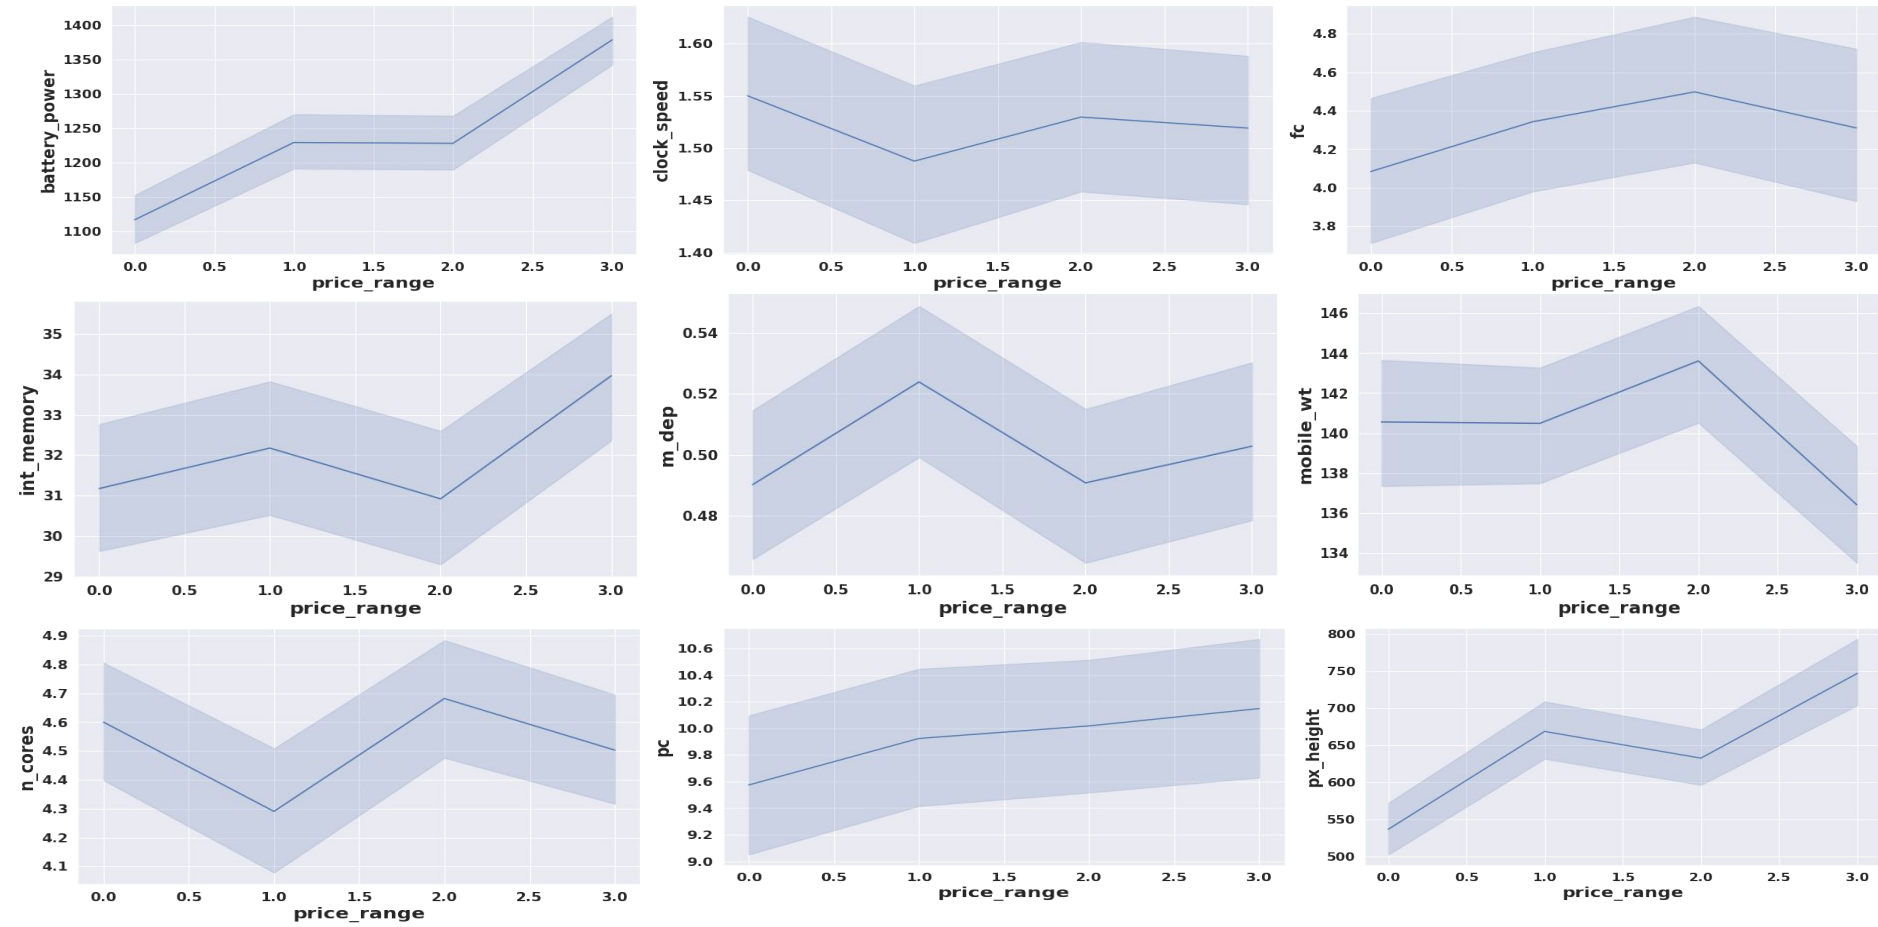 battery_power
1400
1350
1300
1250
1200
1150
1100
0.0 0.5 1.0 1.5 2.0 2.5 3.0
price_range
clock_speed
1.60
1.55
1.50
1.45
1.40
0.0 0.5 1.0 1.5 2.0 2.5 3.0
price_range
fc
4.8
4.6
4.4
4.2
4.0
3.8
0.0 0.5 1.0 1.5 2.0 2.5 3.0
price_range
int_memory
35
34
33
32
31
30
29
0.0 0.5 1.0 1.5 2.0 2.5 3.0
price_range
m_dep
0.54
0.52
0.50
0.48
0.0 0.5 1.0 1.5 2.0 2.5 3.0
price_range
mobile_wt
146
144
142
140
138
136
134
0.0 0.5 1.0 1.5 2.0 2.5 3.0
price_range
n_cores
4.9
4.8
4.7
4.6
4.5
4.4
4.3
4.2
4.1
0.0 0.5 1.0 1.5 2.0 2.5 3.0
price_range
pc
10.6
10.4
10.2
10.0
9.8
9.6
9.4
9.2
9.0
0.0 0.5 1.0 1.5 2.0 2.5 3.0
price_range
px_height
800
750
700
650
600
550
500
0.0 0.5 1.0 1.5 2.0 2.5 3.0
price_range